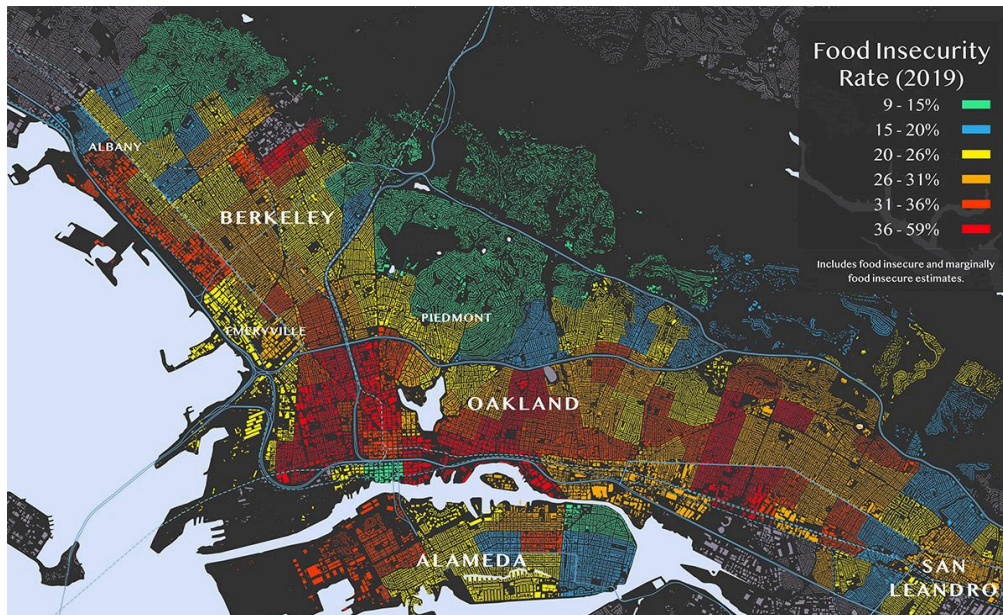 Food Insecurity
Rate (2019)
9 - 15%
15 - 20%
20 - 26%
26 - 31%
31 - 36%
36 - 59%
Includes food insecure and marginally
food insecure estimates.
ALBANY
BERKELEY
EMERYVILLE
PIEDMONT
OAKLAND
ALAMEDA
SAN
LEANDRO